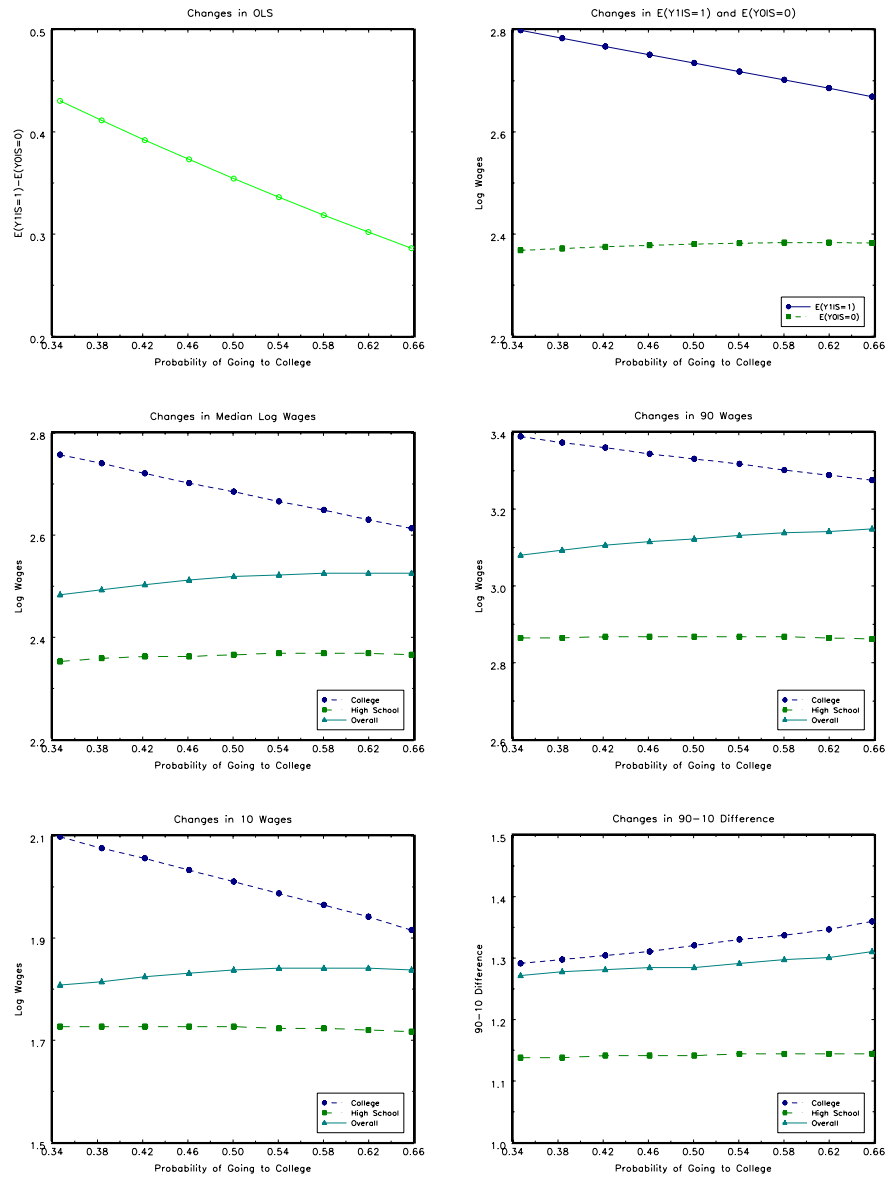 Changes in OLS
E(Y1IS=1)−E(Y0IS=0)
0.5
0.4
0.3
0.2
0.34 0.38 0.42 0.46 0.50 0.54 0.58 0.62 0.66
Probability of Going to College
Changes in E(Y1IS=1) and E(Y0IS=0)
Log Wages
2.8
2.6
2.4
2.2
E(Y1IS=1)
E(Y0IS=0)
0.34 0.38 0.42 0.46 0.50 0.54 0.58 0.62 0.66
Probability of Going to College
Changes in Median Log Wages
Log Wages
2.8
2.6
2.4
2.2
College
High School
Overall
0.34 0.38 0.42 0.46 0.50 0.54 0.58 0.62 0.66
Probability of Going to College
Changes in 90 Wages
Log Wages
3.4
3.2
3.0
2.8
2.6
College
High School
Overall
0.34 0.38 0.42 0.46 0.50 0.54 0.58 0.62 0.66
Probability of Going to College
Changes in 10 Wages
Log Wages
2.1
1.9
1.7
1.5
College
High School
Overall
0.34 0.38 0.42 0.46 0.50 0.54 0.58 0.62 0.66
Probability of Going to College
Changes in 90−10 Difference
90−10 Difference
1.5
1.4
1.3
1.2
1.1
1.0
College
High School
Overall
0.34 0.38 0.42 0.46 0.50 0.54 0.58 0.62 0.66
Probability of Going to College